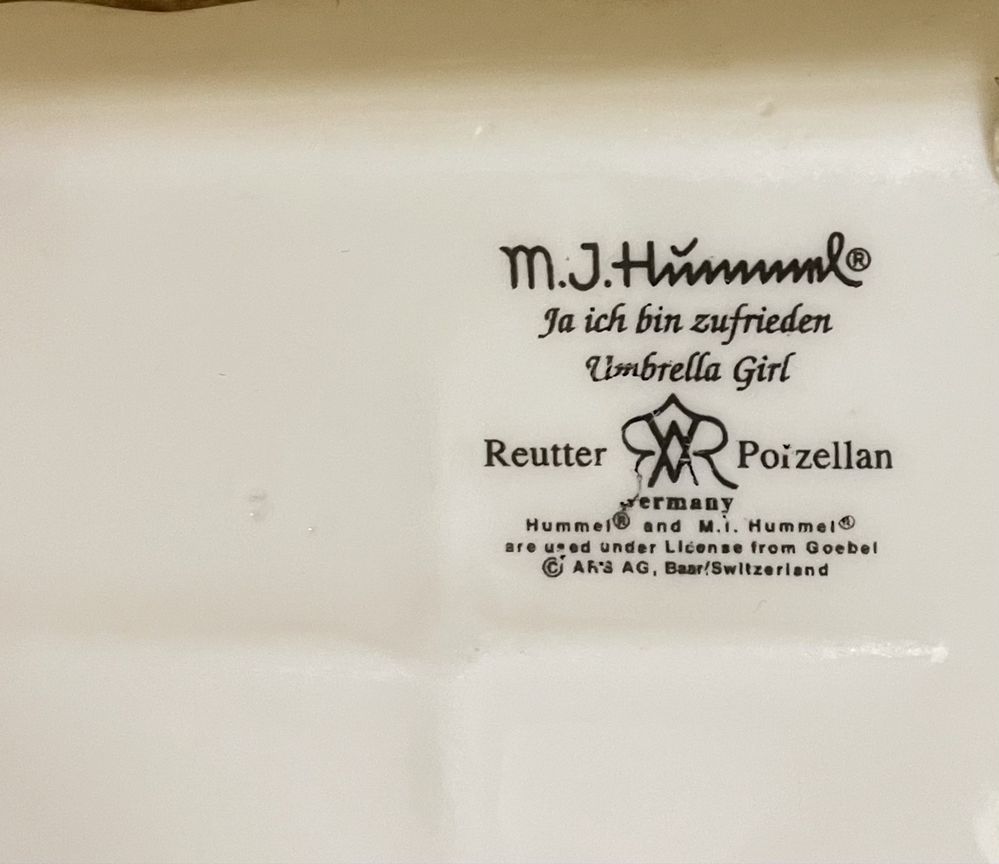 M.J. Hummel®
Ja ich bin zufrieden
Umbrella Girl
Reutter Porzellan
Germany
Hummel® and M.I. Hummel®
are used under License from Goebel
© ARS AG, Baar/Switzerland